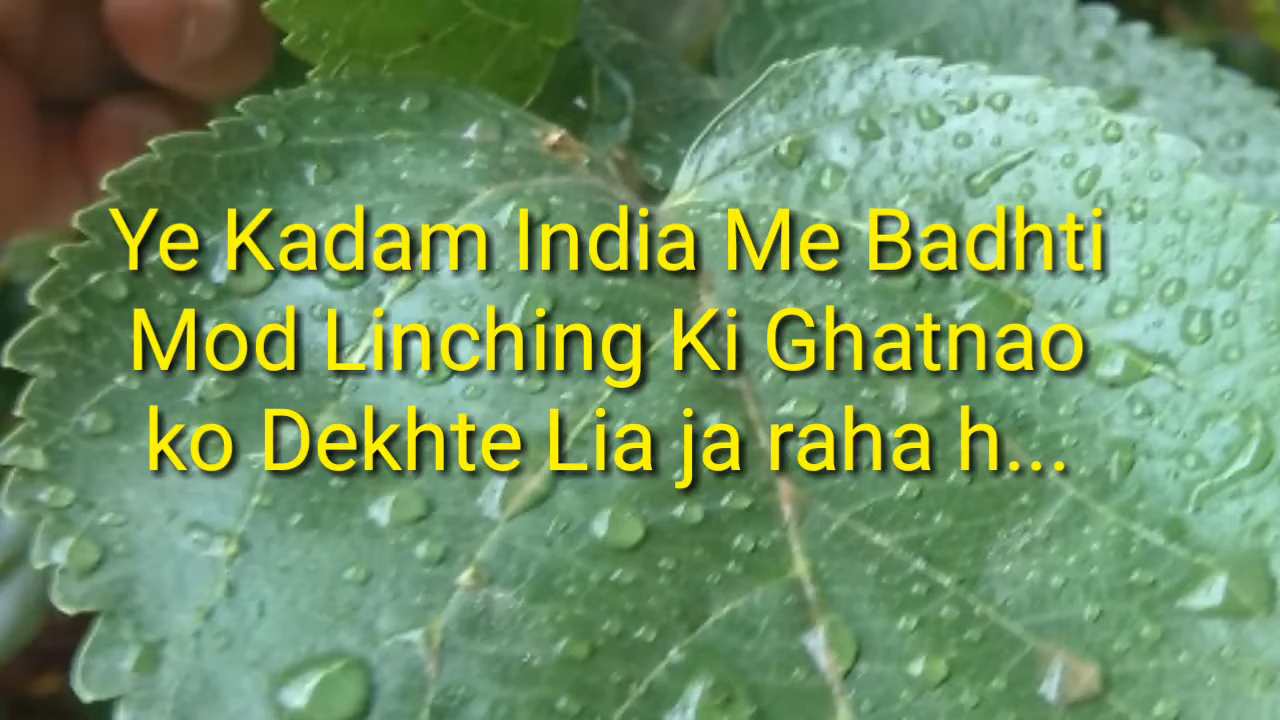 Ye Kadam India Me Badhti
Mod Linching Ki Ghatnao
ko Dekhte Lia ja raha h...